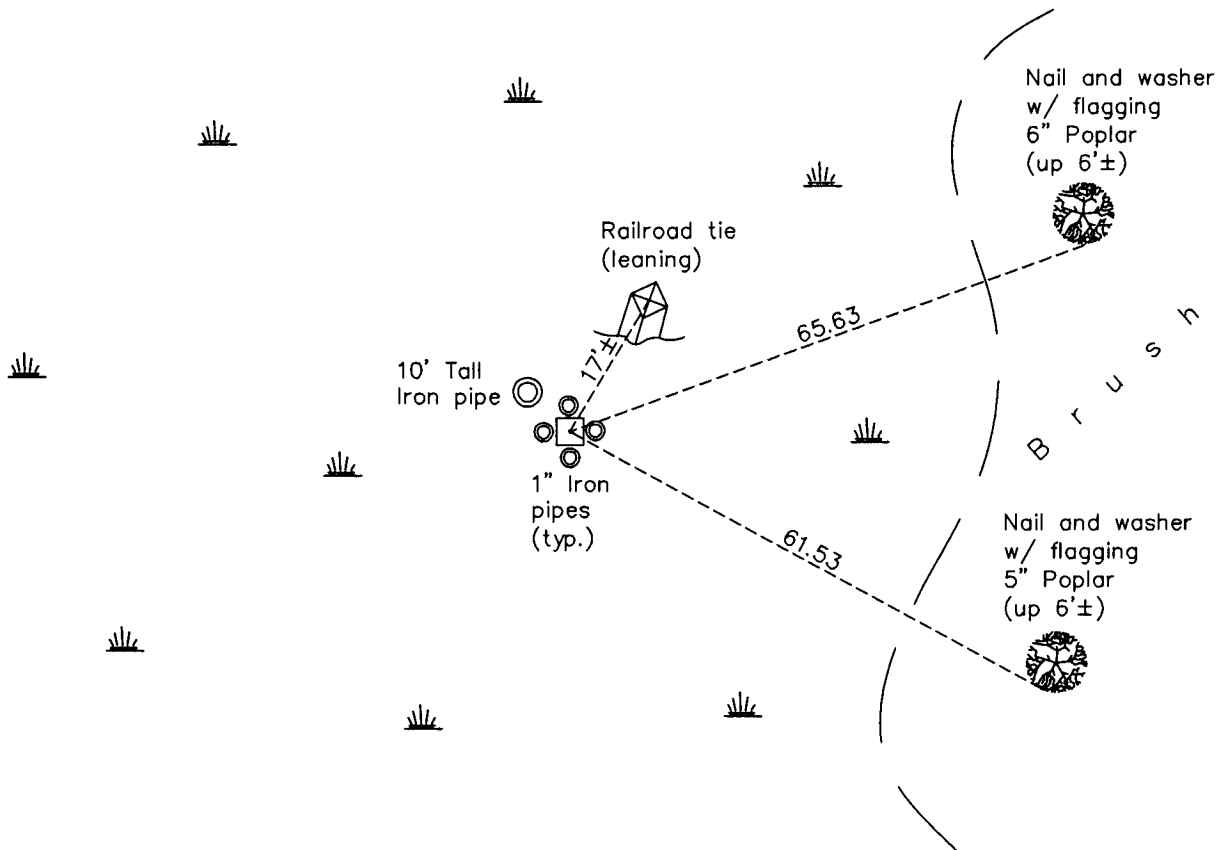 Nail and washer
w/ flagging
6" Poplar
(up 6'±)
Railroad tie
(leaning)
65.63
17'±
10' Tall
Iron pipe
Brush
1" Iron
pipes
(typ.)
61.53
Nail and washer
w/ flagging
5" Poplar
(up 6'±)